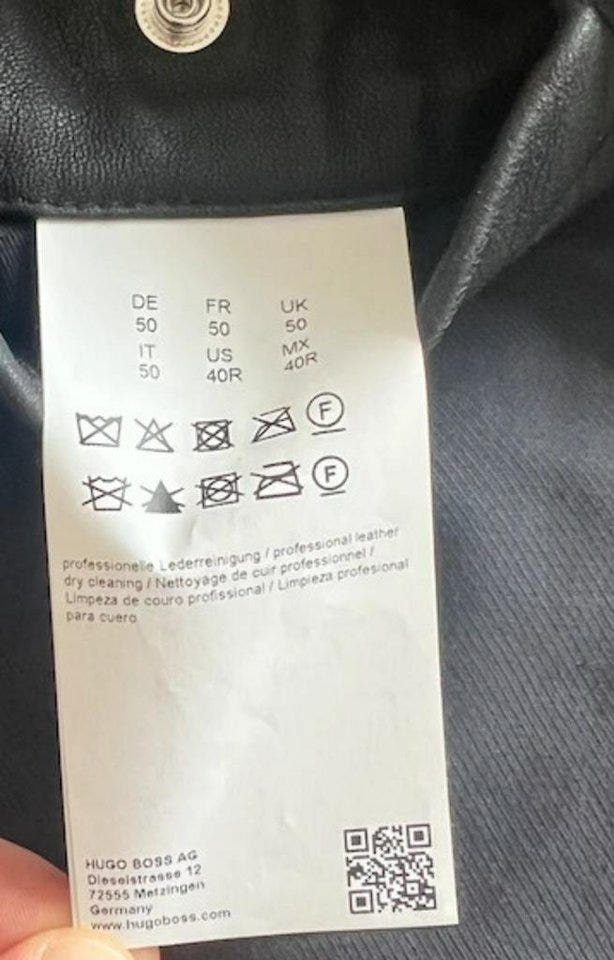 DE FR UK
50 50 50
IT US MX
50 40R 40R
F
F
professionelle Lederreinigung / professional leather
dry cleaning / Nettoyage de cuir professionnel /
Limpeza de couro profissional / Limpieza profesional
para cuero
HUGO BOSS AG
Dieselstrasse 12
72555 Metzingen
Germany
www.hugoboss.com